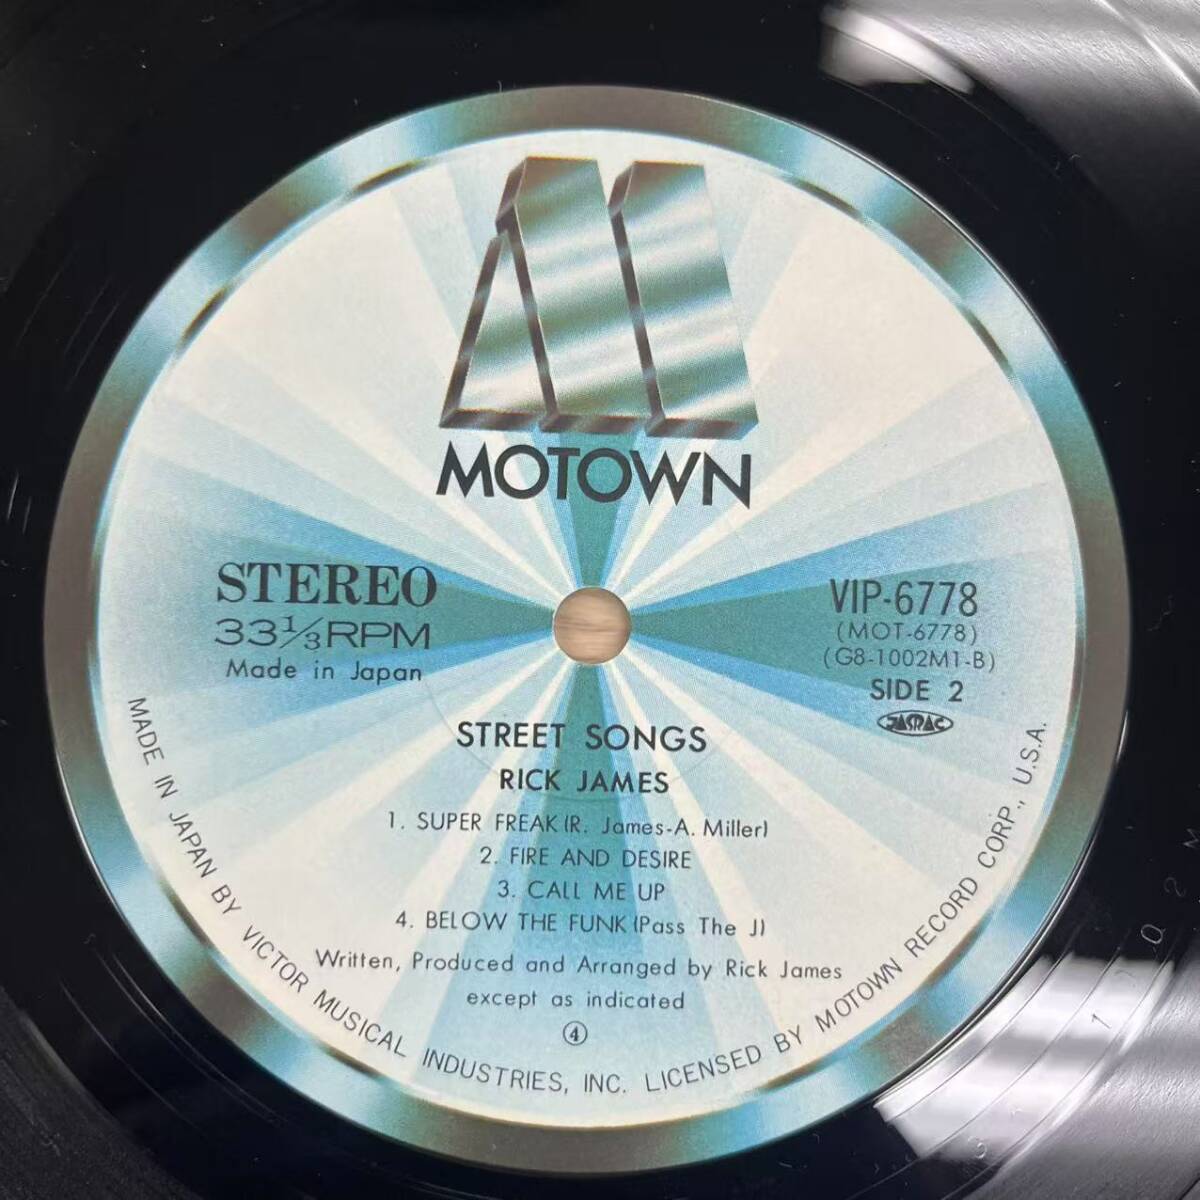 MOTOWN
STEREO
33⅓RPM
Made in Japan
VIP-6778
(MOT-6778)
(G8-1002M1-B)
SIDE 2
JASRAC
STREET SONGS
RICK JAMES
1. SUPER FREAK(R. James-A. Miller)
2. FIRE AND DESIRE
3. CALL ME UP
4. BELOW THE FUNK(Pass The J)
Written, Produced and Arranged by Rick James
except as indicated
④
MADE IN JAPAN BY VICTOR MUSICAL INDUSTRIES, INC. LICENSED BY MOTOWN RECORD CORP., U.S.A.